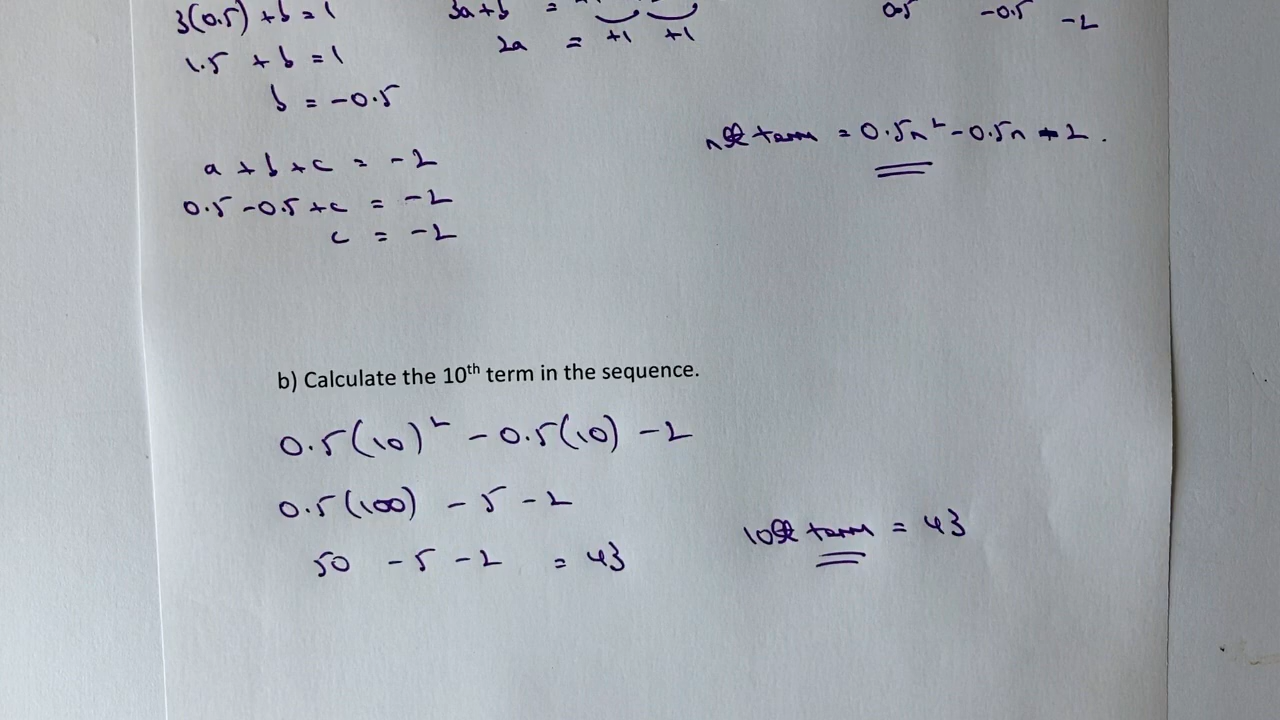 3(0.5) + b = 1
1.5 + b = 1
b = -0.5
3a+b =
2a = +1 +1
0.5 -0.5 -2
a + b + c = -2
0.5 -0.5 +c = -2
c = -2
nth term = 0.5n² - 0.5n - 2.
b) Calculate the 10th term in the sequence.
0.5(10)² - 0.5(10) - 2
0.5(100) - 5 - 2
50 - 5 - 2 = 43
10th term = 43